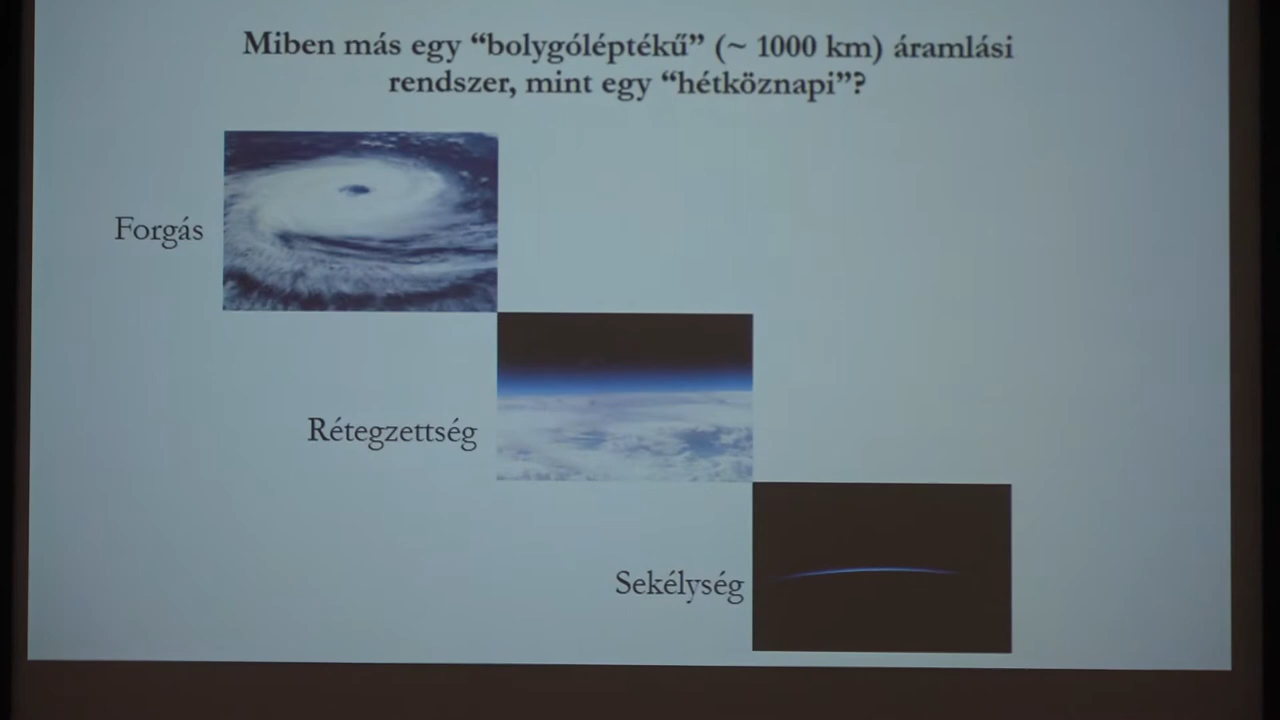 Miben más egy “bolygóléptékű” (~ 1000 km) áramlási
rendszer, mint egy “hétköznapi”?
Forgás
Rétegzettség
Sekélység